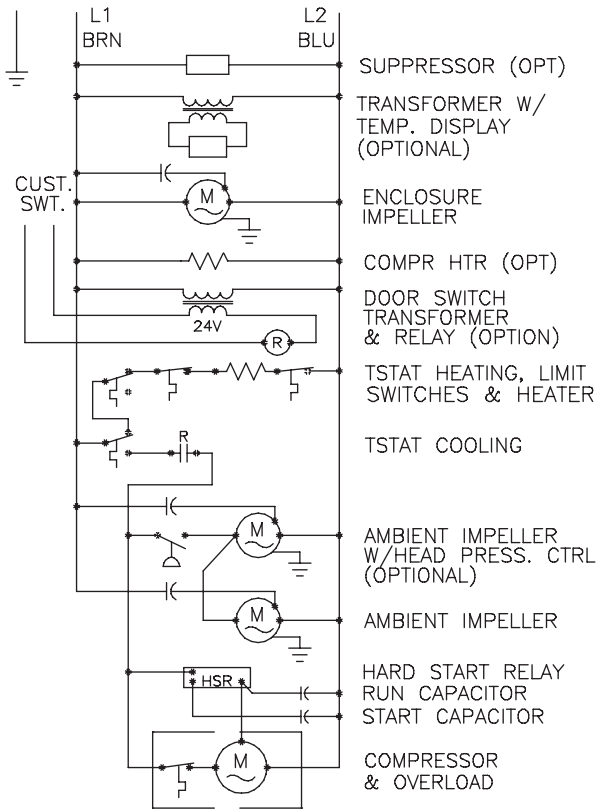 L1 L2
BRN BLU
SUPPRESSOR (OPT)
TRANSFORMER W/
TEMP. DISPLAY
(OPTIONAL)
CUST.
SWT.
M
ENCLOSURE
IMPELLER
COMPR HTR (OPT)
DOOR SWITCH
TRANSFORMER
& RELAY (OPTION)
24V
R
TSTAT HEATING, LIMIT
SWITCHES & HEATER
R
TSTAT COOLING
M
AMBIENT IMPELLER
W/HEAD PRESS. CTRL
(OPTIONAL)
M
AMBIENT IMPELLER
HSR
HARD START RELAY
RUN CAPACITOR
START CAPACITOR
M
COMPRESSOR
& OVERLOAD